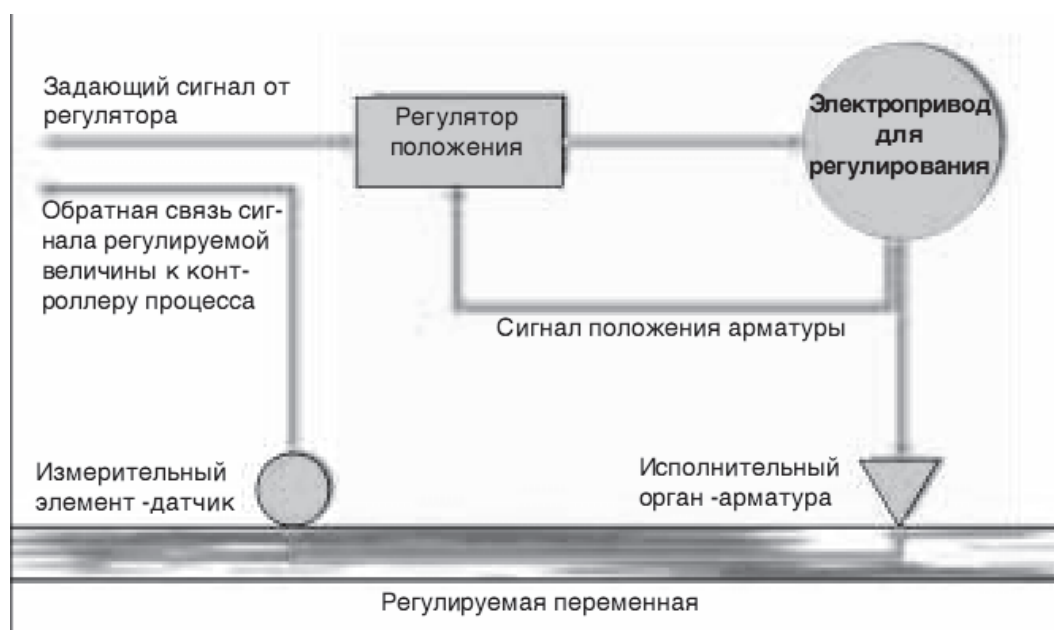 Задающий сигнал от
регулятора
Регулятор
положения
Электропривод
для
регулирования
Обратная связь сиг-
нала регулируемой
величины к конт-
роллеру процесса
Сигнал положения арматуры
Измерительный
элемент -датчик
Исполнительный
орган -арматура
Регулируемая переменная